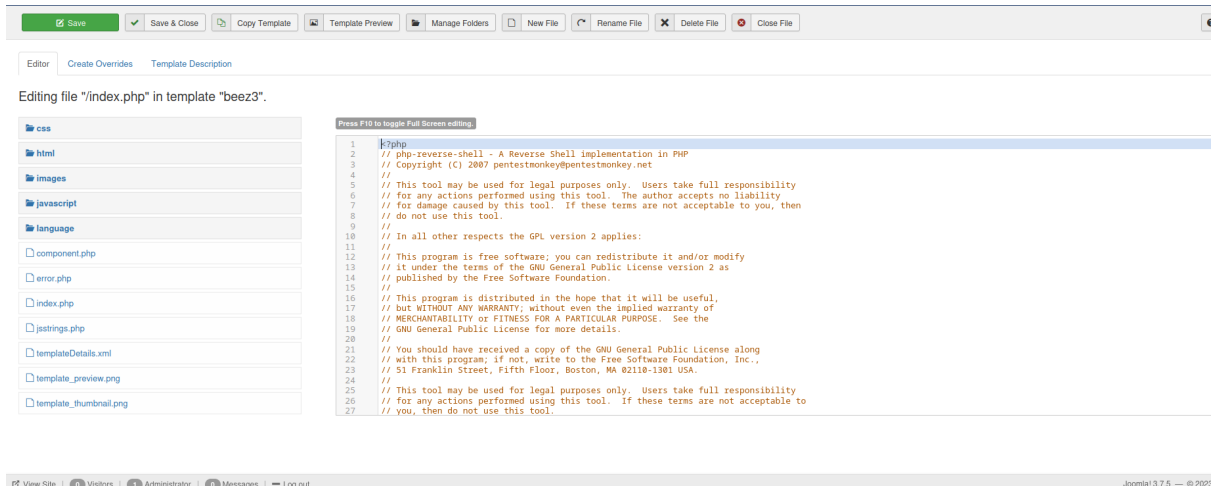 Save
Save & Close
Copy Template
Template Preview
Manage Folders
New File
Rename File
Delete File
Close File
Editor
Create Overrides
Template Description
Editing file "/index.php" in template "beez3".
css
html
images
javascript
language
component.php
error.php
index.php
jsstrings.php
templateDetails.xml
template_preview.png
template_thumbnail.png
Press F10 to toggle Full Screen editing.
1 <?php
2 // php-reverse-shell - A Reverse Shell implementation in PHP
3 // Copyright (C) 2007 pentestmonkey@pentestmonkey.net
4 //
5 // This tool may be used for legal purposes only.  Users take full responsibility
6 // for any actions performed using this tool.  The author accepts no liability
7 // for damage caused by this tool.  If these terms are not acceptable to you, then
8 // do not use this tool.
9 //
10 // In all other respects the GPL version 2 applies:
11 //
12 // This program is free software; you can redistribute it and/or modify
13 // it under the terms of the GNU General Public License version 2 as
14 // published by the Free Software Foundation.
15 //
16 // This program is distributed in the hope that it will be useful,
17 // but WITHOUT ANY WARRANTY; without even the implied warranty of
18 // MERCHANTABILITY or FITNESS FOR A PARTICULAR PURPOSE.  See the
19 // GNU General Public License for more details.
20 //
21 // You should have received a copy of the GNU General Public License along
22 // with this program; if not, write to the Free Software Foundation, Inc.,
23 // 51 Franklin Street, Fifth Floor, Boston, MA 02110-1301 USA.
24 //
25 // This tool may be used for legal purposes only.  Users take full responsibility
26 // for any actions performed using this tool.  If these terms are not acceptable to
27 // you, then do not use this tool.
View Site | 0 Visitors | 1 Administrator | 0 Messages | Log out
Joomla! 3.7.5 — © 2023